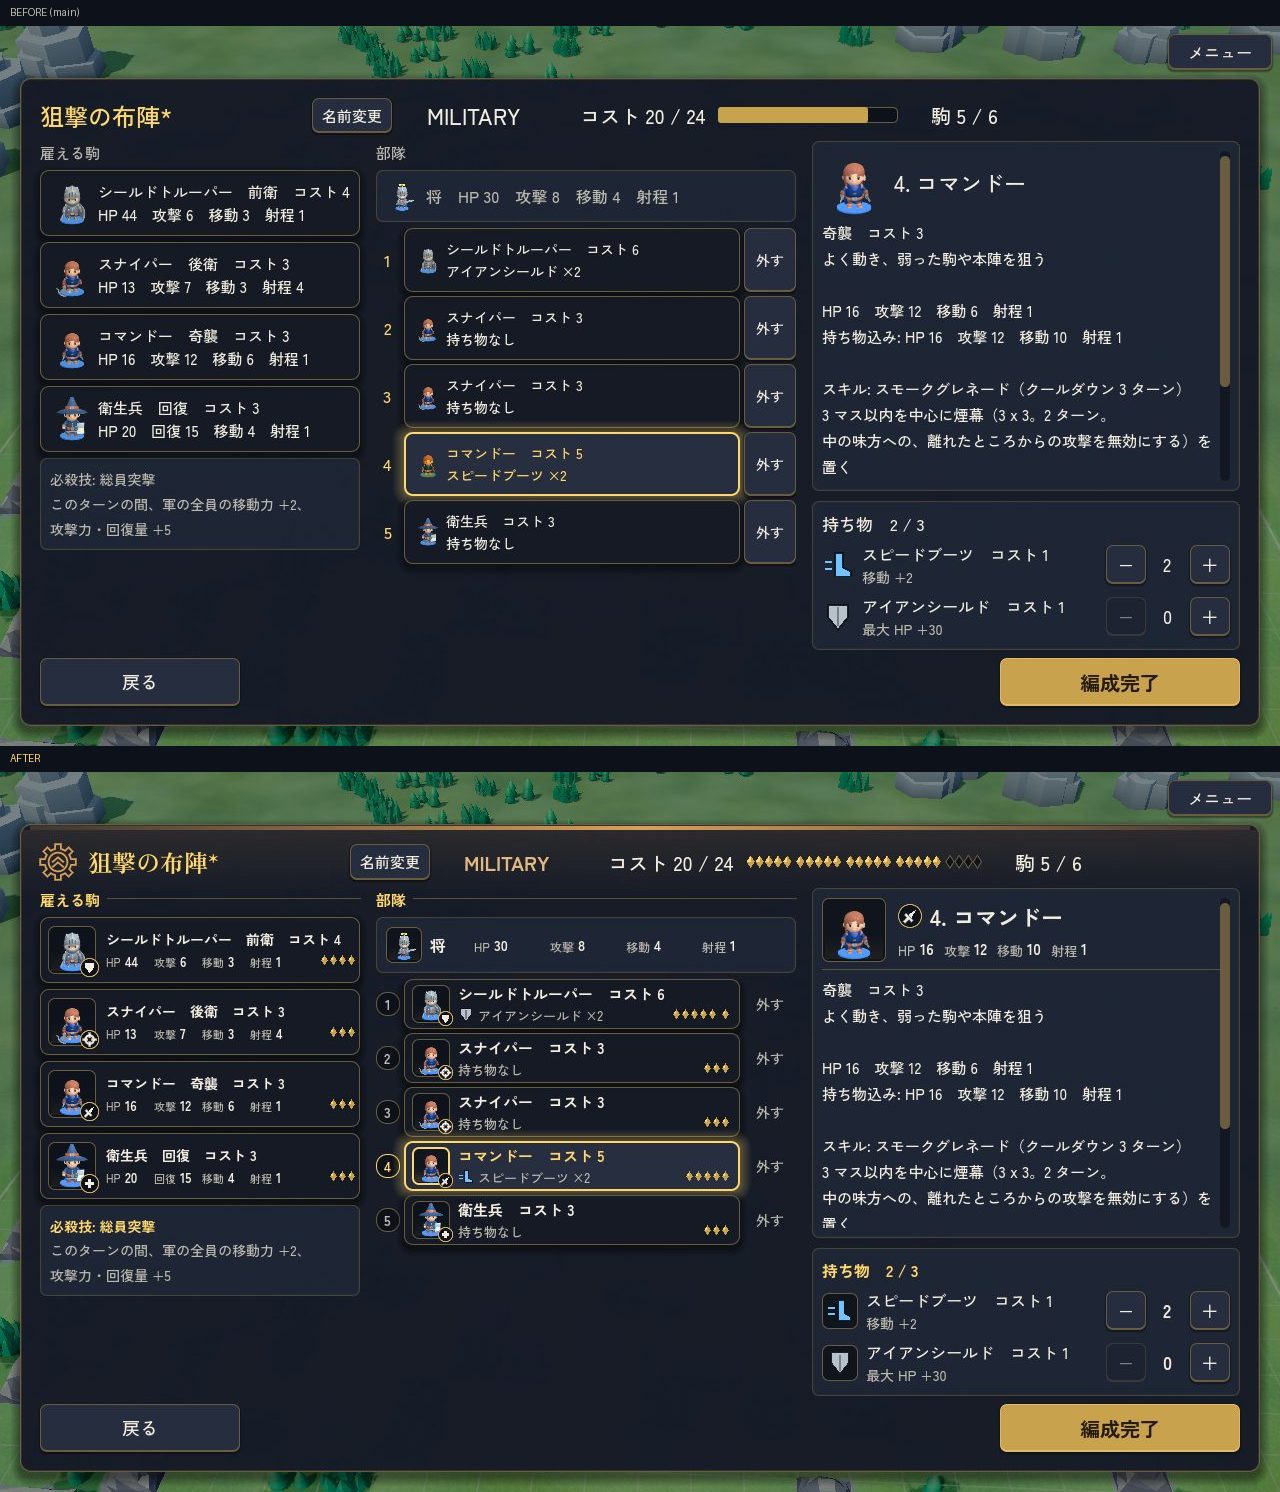 BEFORE (main)
メニュー
狙撃の布陣*
名前変更
MILITARY
コスト 20 / 24
駒 5 / 6
雇える駒
シールドトルーパー　前衛　コスト 4
HP 44　攻撃 6　移動 3　射程 1
スナイパー　後衛　コスト 3
HP 13　攻撃 7　移動 3　射程 4
コマンドー　奇襲　コスト 3
HP 16　攻撃 12　移動 6　射程 1
衛生兵　回復　コスト 3
HP 20　回復 15　移動 4　射程 1
必殺技: 総員突撃
このターンの間、軍の全員の移動力 +2、
攻撃力・回復量 +5
部隊
将　HP 30　攻撃 8　移動 4　射程 1
1
シールドトルーパー　コスト 6
アイアンシールド ×2
外す
2
スナイパー　コスト 3
持ち物なし
外す
3
スナイパー　コスト 3
持ち物なし
外す
4
コマンドー　コスト 5
スピードブーツ ×2
外す
5
衛生兵　コスト 3
持ち物なし
外す
4. コマンドー
奇襲　コスト 3
よく動き、弱った駒や本陣を狙う
HP 16　攻撃 12　移動 6　射程 1
持ち物込み: HP 16　攻撃 12　移動 10　射程 1
スキル: スモークグレネード（クールダウン 3 ターン）
3 マス以内を中心に煙幕（3 x 3。2 ターン。
中の味方への、離れたところからの攻撃を無効にする）を
置く
持ち物　2 / 3
スピードブーツ　コスト 1
移動 +2
− 2 +
アイアンシールド　コスト 1
最大 HP +30
− 0 +
戻る
編成完了
AFTER
メニュー
狙撃の布陣*
名前変更
MILITARY
コスト 20 / 24
駒 5 / 6
雇える駒
シールドトルーパー　前衛　コスト 4
HP 44　攻撃 6　移動 3　射程 1
スナイパー　後衛　コスト 3
HP 13　攻撃 7　移動 3　射程 4
コマンドー　奇襲　コスト 3
HP 16　攻撃 12　移動 6　射程 1
衛生兵　回復　コスト 3
HP 20　回復 15　移動 4　射程 1
必殺技: 総員突撃
このターンの間、軍の全員の移動力 +2、
攻撃力・回復量 +5
部隊
将　HP 30　攻撃 8　移動 4　射程 1
1
シールドトルーパー　コスト 6
アイアンシールド ×2
外す
2
スナイパー　コスト 3
持ち物なし
外す
3
スナイパー　コスト 3
持ち物なし
外す
4
コマンドー　コスト 5
スピードブーツ ×2
外す
5
衛生兵　コスト 3
持ち物なし
外す
4. コマンドー
HP 16　攻撃 12　移動 10　射程 1
奇襲　コスト 3
よく動き、弱った駒や本陣を狙う
HP 16　攻撃 12　移動 6　射程 1
持ち物込み: HP 16　攻撃 12　移動 10　射程 1
スキル: スモークグレネード（クールダウン 3 ターン）
3 マス以内を中心に煙幕（3 x 3。2 ターン。
中の味方への、離れたところからの攻撃を無効にする）を
置く
持ち物　2 / 3
スピードブーツ　コスト 1
移動 +2
− 2 +
アイアンシールド　コスト 1
最大 HP +30
− 0 +
戻る
編成完了